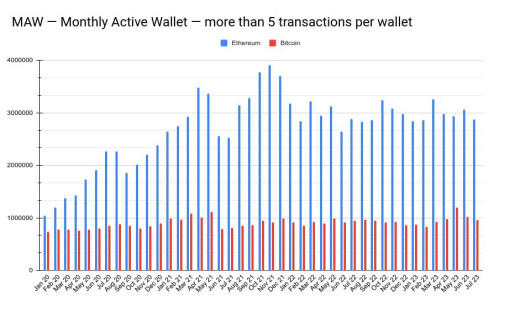 MAW — Monthly Active Wallet — more than 5 transactions per wallet
Ethereum Bitcoin
4000000
3000000
2000000
1000000
0
Jan 20 Feb 20 Mar 20 Apr 20 May 20 Jun 20 Jul 20 Aug 20 Sep 20 Oct 20 Nov 20 Dec 20 Jan 21 Feb 21 Mar 21 Apr 21 May 21 Jun 21 Jul 21 Aug 21 Sep 21 Oct 21 Nov 21 Dec 21 Jan 22 Feb 22 Mar 22 Apr 22 May 22 Jun 22 Jul 22 Aug 22 Sep 22 Oct 22 Nov 22 Dec 22 Jan 23 Feb 23 Mar 23 Apr 23 May 23 Jun 23 Jul 23